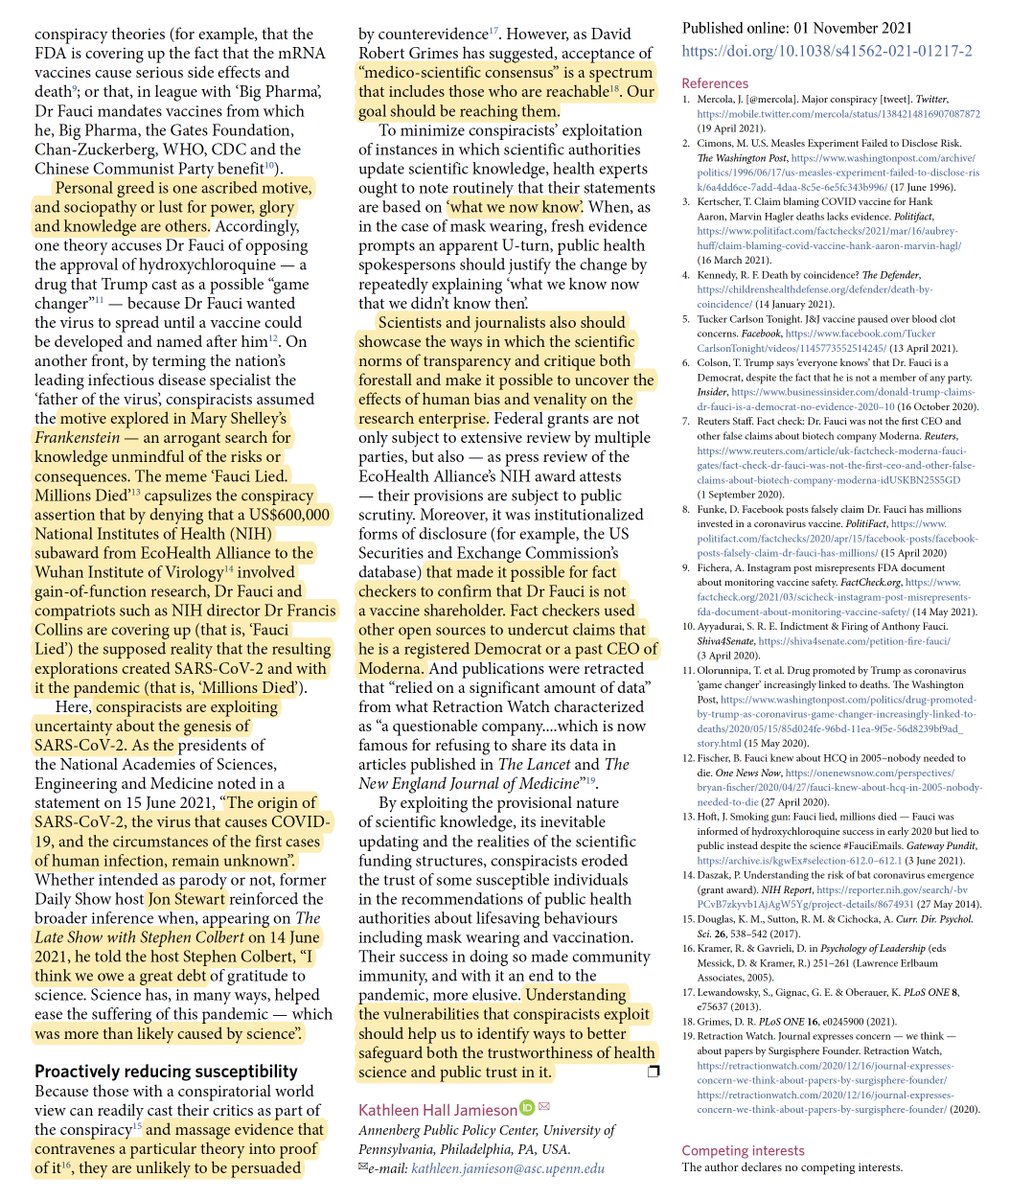 conspiracy theories (for example, that the
FDA is covering up the fact that the mRNA
vaccines cause serious side effects and
death9; or that, in league with ‘Big Pharma’,
Dr Fauci mandates vaccines from which
he, Big Pharma, the Gates Foundation,
Chan-Zuckerberg, WHO, CDC and the
Chinese Communist Party benefit10).
Personal greed is one ascribed motive,
and sociopathy or lust for power, glory
and knowledge are others. Accordingly,
one theory accuses Dr Fauci of opposing
the approval of hydroxychloroquine — a
drug that Trump cast as a possible “game
changer”11 — because Dr Fauci wanted
the virus to spread until a vaccine could
be developed and named after him12. On
another front, by terming the nation’s
leading infectious disease specialist the
‘father of the virus’, conspiracists assumed
the motive explored in Mary Shelley’s
Frankenstein — an arrogant search for
knowledge unmindful of the risks or
consequences. The meme ‘Fauci Lied.
Millions Died’13 capsulizes the conspiracy
assertion that by denying that a US$600,000
National Institutes of Health (NIH)
subaward from EcoHealth Alliance to the
Wuhan Institute of Virology14 involved
gain-of-function research, Dr Fauci and
compatriots such as NIH director Dr Francis
Collins are covering up (that is, ‘Fauci
Lied’) the supposed reality that the resulting
explorations created SARS-CoV-2 and with
it the pandemic (that is, ‘Millions Died’).
Here, conspiracists are exploiting
uncertainty about the genesis of
SARS-CoV-2. As the presidents of
the National Academies of Sciences,
Engineering and Medicine noted in a
statement on 15 June 2021, “The origin of
SARS-CoV-2, the virus that causes COVID-
19, and the circumstances of the first cases
of human infection, remain unknown”.
Whether intended as parody or not, former
Daily Show host Jon Stewart reinforced the
broader inference when, appearing on The
Late Show with Stephen Colbert on 14 June
2021, he told the host Stephen Colbert, “I
think we owe a great debt of gratitude to
science. Science has, in many ways, helped
ease the suffering of this pandemic — which
was more than likely caused by science”.
Proactively reducing susceptibility
Because those with a conspiratorial world
view can readily cast their critics as part of
the conspiracy15 and massage evidence that
contravenes a particular theory into proof
of it16, they are unlikely to be persuaded
by counterevidence17. However, as David
Robert Grimes has suggested, acceptance of
“medico-scientific consensus” is a spectrum
that includes those who are reachable18. Our
goal should be reaching them.
To minimize conspiracists’ exploitation
of instances in which scientific authorities
update scientific knowledge, health experts
ought to note routinely that their statements
are based on ‘what we now know’. When, as
in the case of mask wearing, fresh evidence
prompts an apparent U-turn, public health
spokespersons should justify the change by
repeatedly explaining ‘what we know now
that we didn’t know then’.
Scientists and journalists also should
showcase the ways in which the scientific
norms of transparency and critique both
forestall and make it possible to uncover the
effects of human bias and venality on the
research enterprise. Federal grants are not
only subject to extensive review by multiple
parties, but also — as press review of the
EcoHealth Alliance’s NIH award attests
— their provisions are subject to public
scrutiny. Moreover, it was institutionalized
forms of disclosure (for example, the US
Securities and Exchange Commission’s
database) that made it possible for fact
checkers to confirm that Dr Fauci is not
a vaccine shareholder. Fact checkers used
other open sources to undercut claims that
he is a registered Democrat or a past CEO of
Moderna. And publications were retracted
that “relied on a significant amount of data”
from what Retraction Watch characterized
as “a questionable company....which is now
famous for refusing to share its data in
articles published in The Lancet and The
New England Journal of Medicine”19.
By exploiting the provisional nature
of scientific knowledge, its inevitable
updating and the realities of the scientific
funding structures, conspiracists eroded
the trust of some susceptible individuals
in the recommendations of public health
authorities about lifesaving behaviours
including mask wearing and vaccination.
Their success in doing so made community
immunity, and with it an end to the
pandemic, more elusive. Understanding
the vulnerabilities that conspiracists exploit
should help us to identify ways to better
safeguard both the trustworthiness of health
science and public trust in it.
Kathleen Hall Jamieson iD
Annenberg Public Policy Center, University of
Pennsylvania, Philadelphia, PA, USA.
e-mail: kathleen.jamieson@asc.upenn.edu
Published online: 01 November 2021
https://doi.org/10.1038/s41562-021-01217-2
References
1. Mercola, J. [@mercola]. Major conspiracy [tweet]. Twitter,
https://mobile.twitter.com/mercola/status/1384214816907087872
(19 April 2021).
2. Cimons, M. U.S. Measles Experiment Failed to Disclose Risk.
The Washington Post, https://www.washingtonpost.com/archive/
politics/1996/06/17/us-measles-experiment-failed-to-disclose-ris
k/6a4dd6ce-7add-4daa-8c5e-6e5fc343b996/ (17 June 1996).
3. Kertscher, T. Claim blaming COVID vaccine for Hank
Aaron, Marvin Hagler deaths lacks evidence. Politifact,
https://www.politifact.com/factchecks/2021/mar/16/aubrey-
huff/claim-blaming-covid-vaccine-hank-aaron-marvin-hagl/
(16 March 2021).
4. Kennedy, R. F. Death by coincidence? The Defender,
https://childrenshealthdefense.org/defender/death-by-
coincidence/ (14 January 2021).
5. Tucker Carlson Tonight. J&J vaccine paused over blood clot
concerns. Facebook, https://www.facebook.com/Tucker
CarlsonTonight/videos/1145773552514245/ (13 April 2021).
6. Colson, T. Trump says ‘everyone knows’ that Dr. Fauci is a
Democrat, despite the fact that he is not a member of any party.
Insider, https://www.businessinsider.com/donald-trump-claims-
dr-fauci-is-a-democrat-no-evidence-2020–10 (16 October 2020).
7. Reuters Staff. Fact check: Dr. Fauci was not the first CEO and
other false claims about biotech company Moderna. Reuters,
https://www.reuters.com/article/uk-factcheck-moderna-fauci-
gates/fact-check-dr-fauci-was-not-the-first-ceo-and-other-false-
claims-about-biotech-company-moderna-idUSKBN25S5GD
(1 September 2020).
8. Funke, D. Facebook posts falsely claim Dr. Fauci has millions
invested in a coronavirus vaccine. PolitiFact, https://www.
politifact.com/factchecks/2020/apr/15/facebook-posts/facebook-
posts-falsely-claim-dr-fauci-has-millions/ (15 April 2020)
9. Fichera, A. Instagram post misrepresents FDA document
about monitoring vaccine safety. FactCheck.org, https://www.
factcheck.org/2021/03/scicheck-instagram-post-misrepresents-
fda-document-about-monitoring-vaccine-safety/ (14 May 2021).
10. Ayyadurai, S. R. E. Indictment & Firing of Anthony Fauci.
Shiva4Senate, https://shiva4senate.com/petition-fire-fauci/
(3 April 2020).
11. Olorunnipa, T. et al. Drug promoted by Trump as coronavirus
‘game changer’ increasingly linked to deaths. The Washington
Post, https://www.washingtonpost.com/politics/drug-promoted-
by-trump-as-coronavirus-game-changer-increasingly-linked-to-
deaths/2020/05/15/85d024fe-96bd-11ea-9f5e-56d8239bf9ad_
story.html (15 May 2020).
12. Fischer, B. Fauci knew about HCQ in 2005–nobody needed to
die. One News Now, https://onenewsnow.com/perspectives/
bryan-fischer/2020/04/27/fauci-knew-about-hcq-in-2005-nobody-
needed-to-die (27 April 2020).
13. Hoft, J. Smoking gun: Fauci lied, millions died — Fauci was
informed of hydroxychloroquine success in early 2020 but lied to
public instead despite the science #FauciEmails. Gateway Pundit,
https://archive.is/kgwEx#selection-612.0–612.1 (3 June 2021).
14. Daszak, P. Understanding the risk of bat coronavirus emergence
(grant award). NIH Report, https://reporter.nih.gov/search/-bv
PCvB7zkyvb1AjAgW5Yg/project-details/8674931 (27 May 2014).
15. Douglas, K. M., Sutton, R. M. & Cichocka, A. Curr. Dir. Psychol.
Sci. 26, 538–542 (2017).
16. Kramer, R. & Gavrieli, D. in Psychology of Leadership (eds
Messick, D. & Kramer, R.) 251–261 (Lawrence Erlbaum
Associates, 2005).
17. Lewandowsky, S., Gignac, G. E. & Oberauer, K. PLoS ONE 8,
e75637 (2013).
18. Grimes, D. R. PLoS ONE 16, e0245900 (2021).
19. Retraction Watch. Journal expresses concern — we think —
about papers by Surgisphere Founder. Retraction Watch,
https://retractionwatch.com/2020/12/16/journal-expresses-
concern-we-think-about-papers-by-surgisphere-founder/
https://retractionwatch.com/2020/12/16/journal-expresses-
concern-we-think-about-papers-by-surgisphere-founder/ (2020).
Competing interests
The author declares no competing interests.